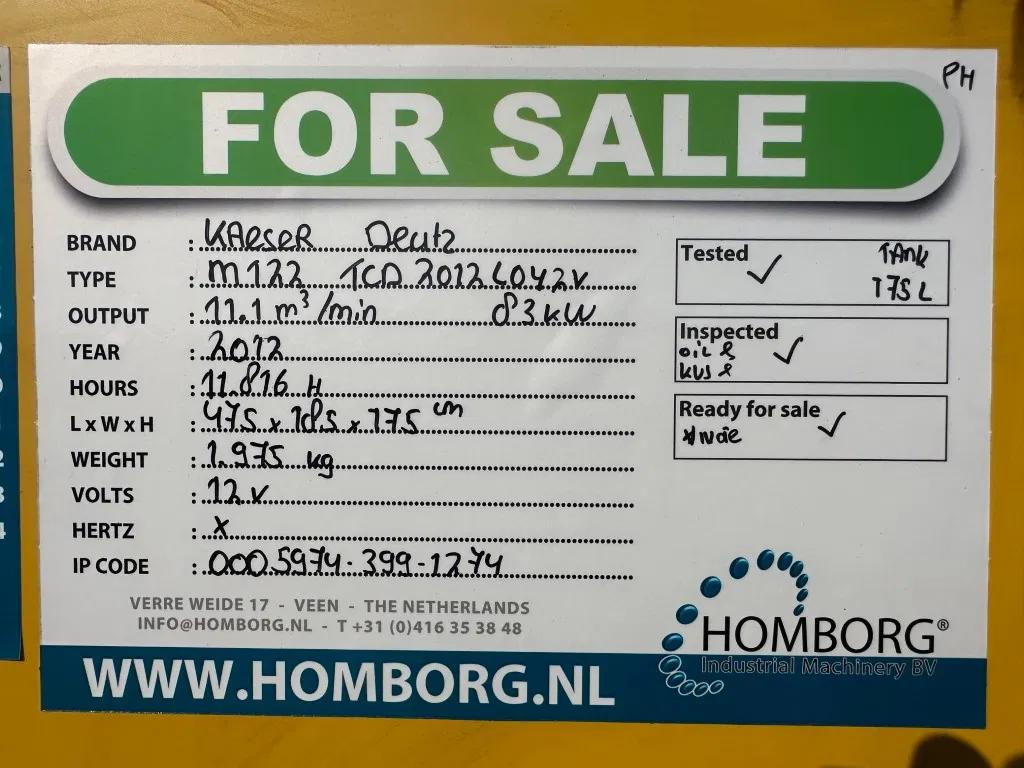 PH
FOR SALE
BRAND : KAeseR Deutz
TYPE : m122 TCD 2012 L04 2v
OUTPUT : 11.1 m³/min 83 kW
YEAR : 2012
HOURS : 11.816 H
L x W x H : 475 x 185 x 175 cm
WEIGHT : 1.975 kg
VOLTS : 12 v
HERTZ : x
IP CODE : 000.5974-399-1274
Tested ✓ TANK
175 L
Inspected ✓
oil &
Ready for sale ✓
VERRE WEIDE 17 - VEEN - THE NETHERLANDS
INFO@HOMBORG.NL - T +31 (0)416 35 38 48
HOMBORG®
Industrial Machinery BV
WWW.HOMBORG.NL